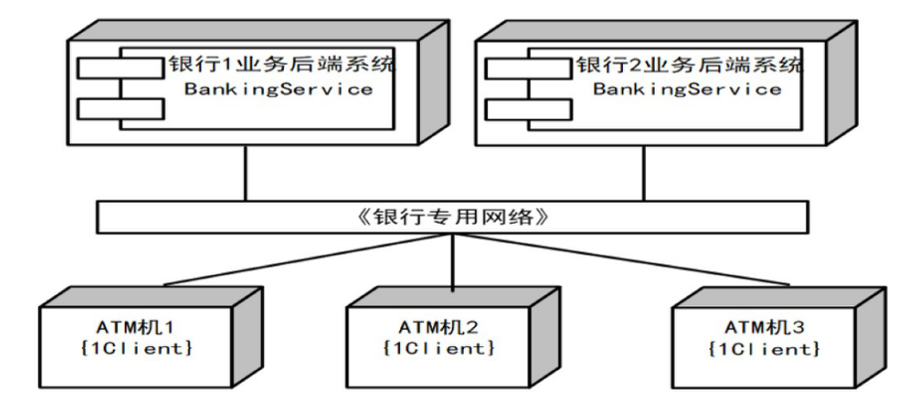 银行1业务后端系统
BankingService
银行2业务后端系统
BankingService
《银行专用网络》
ATM机1
{1Client}
ATM机2
{1Client}
ATM机3
{1Client}